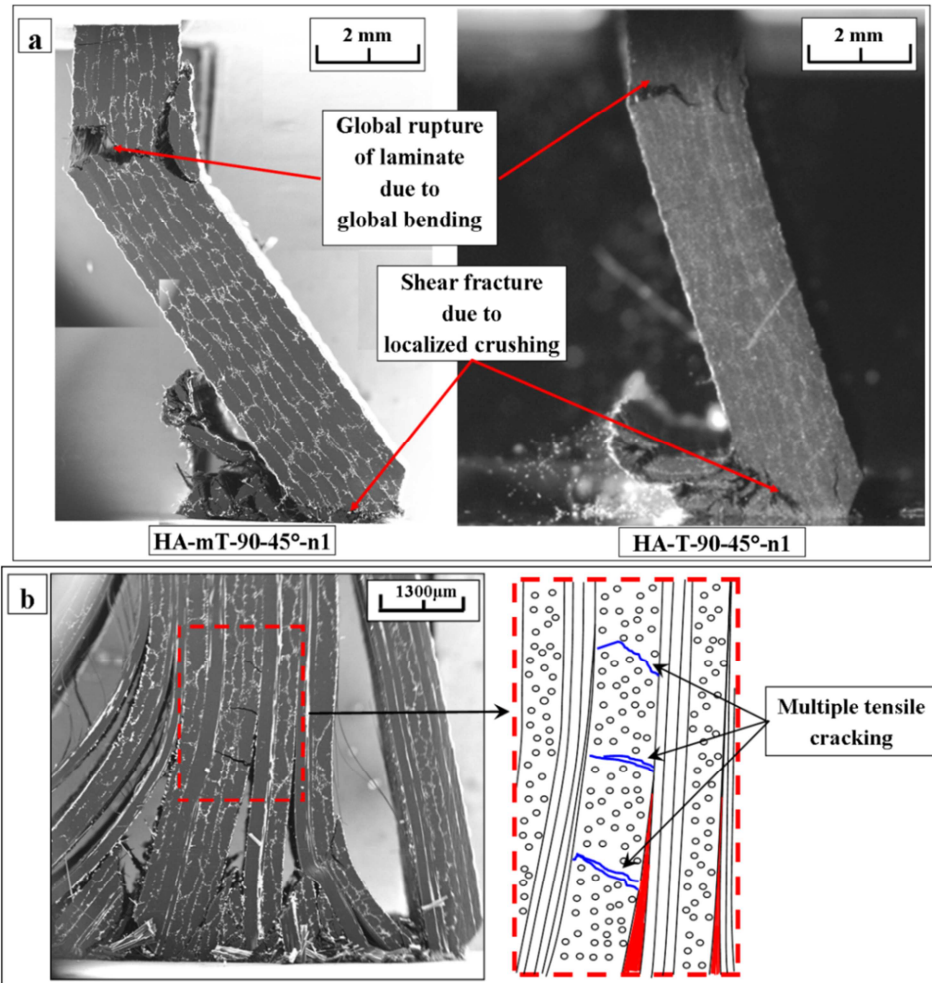 a
2 mm
2 mm
Global rupture
of laminate
due to
global bending
Shear fracture
due to
localized crushing
HA-mT-90-45°-n1
HA-T-90-45°-n1
b
1300µm
Multiple tensile
cracking